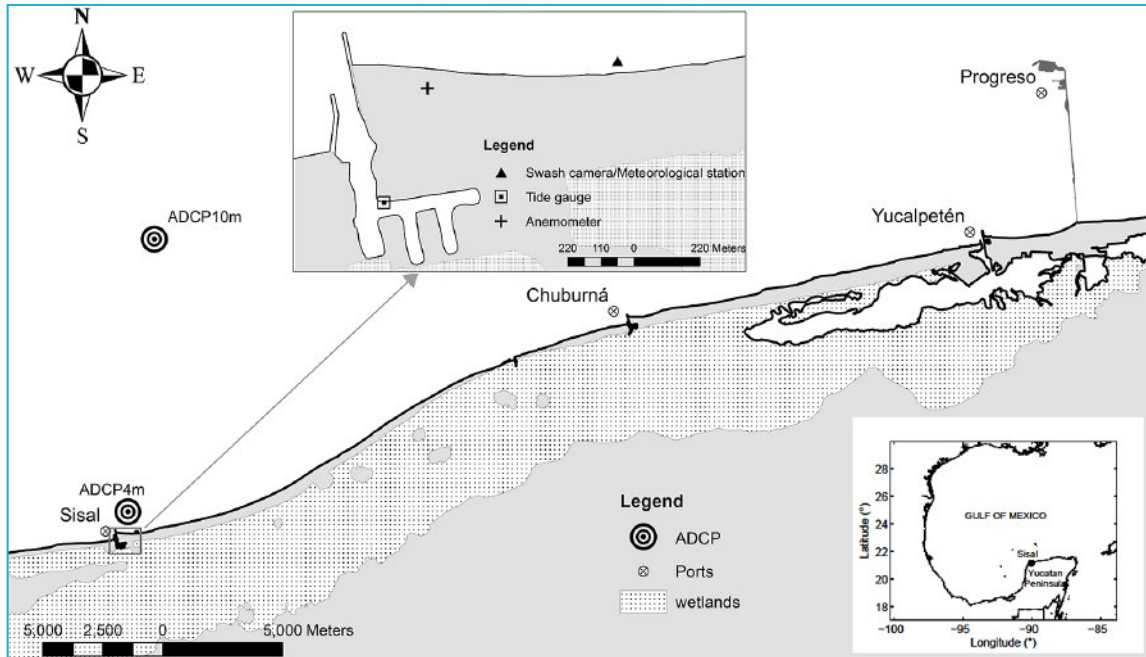 N
W E
S
ADCP10m
Legend
Swash camera/Meteorological station
Tide gauge
Anemometer
220 110 0 220 Meters
Progreso
Yucalpetén
Chuburná
ADCP4m
Sisal
5,000 2,500 0 5,000 Meters
Legend
ADCP
Ports
wetlands
28
26
24
22
20
18
Latitude (°)
GULF OF MEXICO
Sisal
Yucatan
Peninsula
−100 −95 −90 −85
Longitude (°)